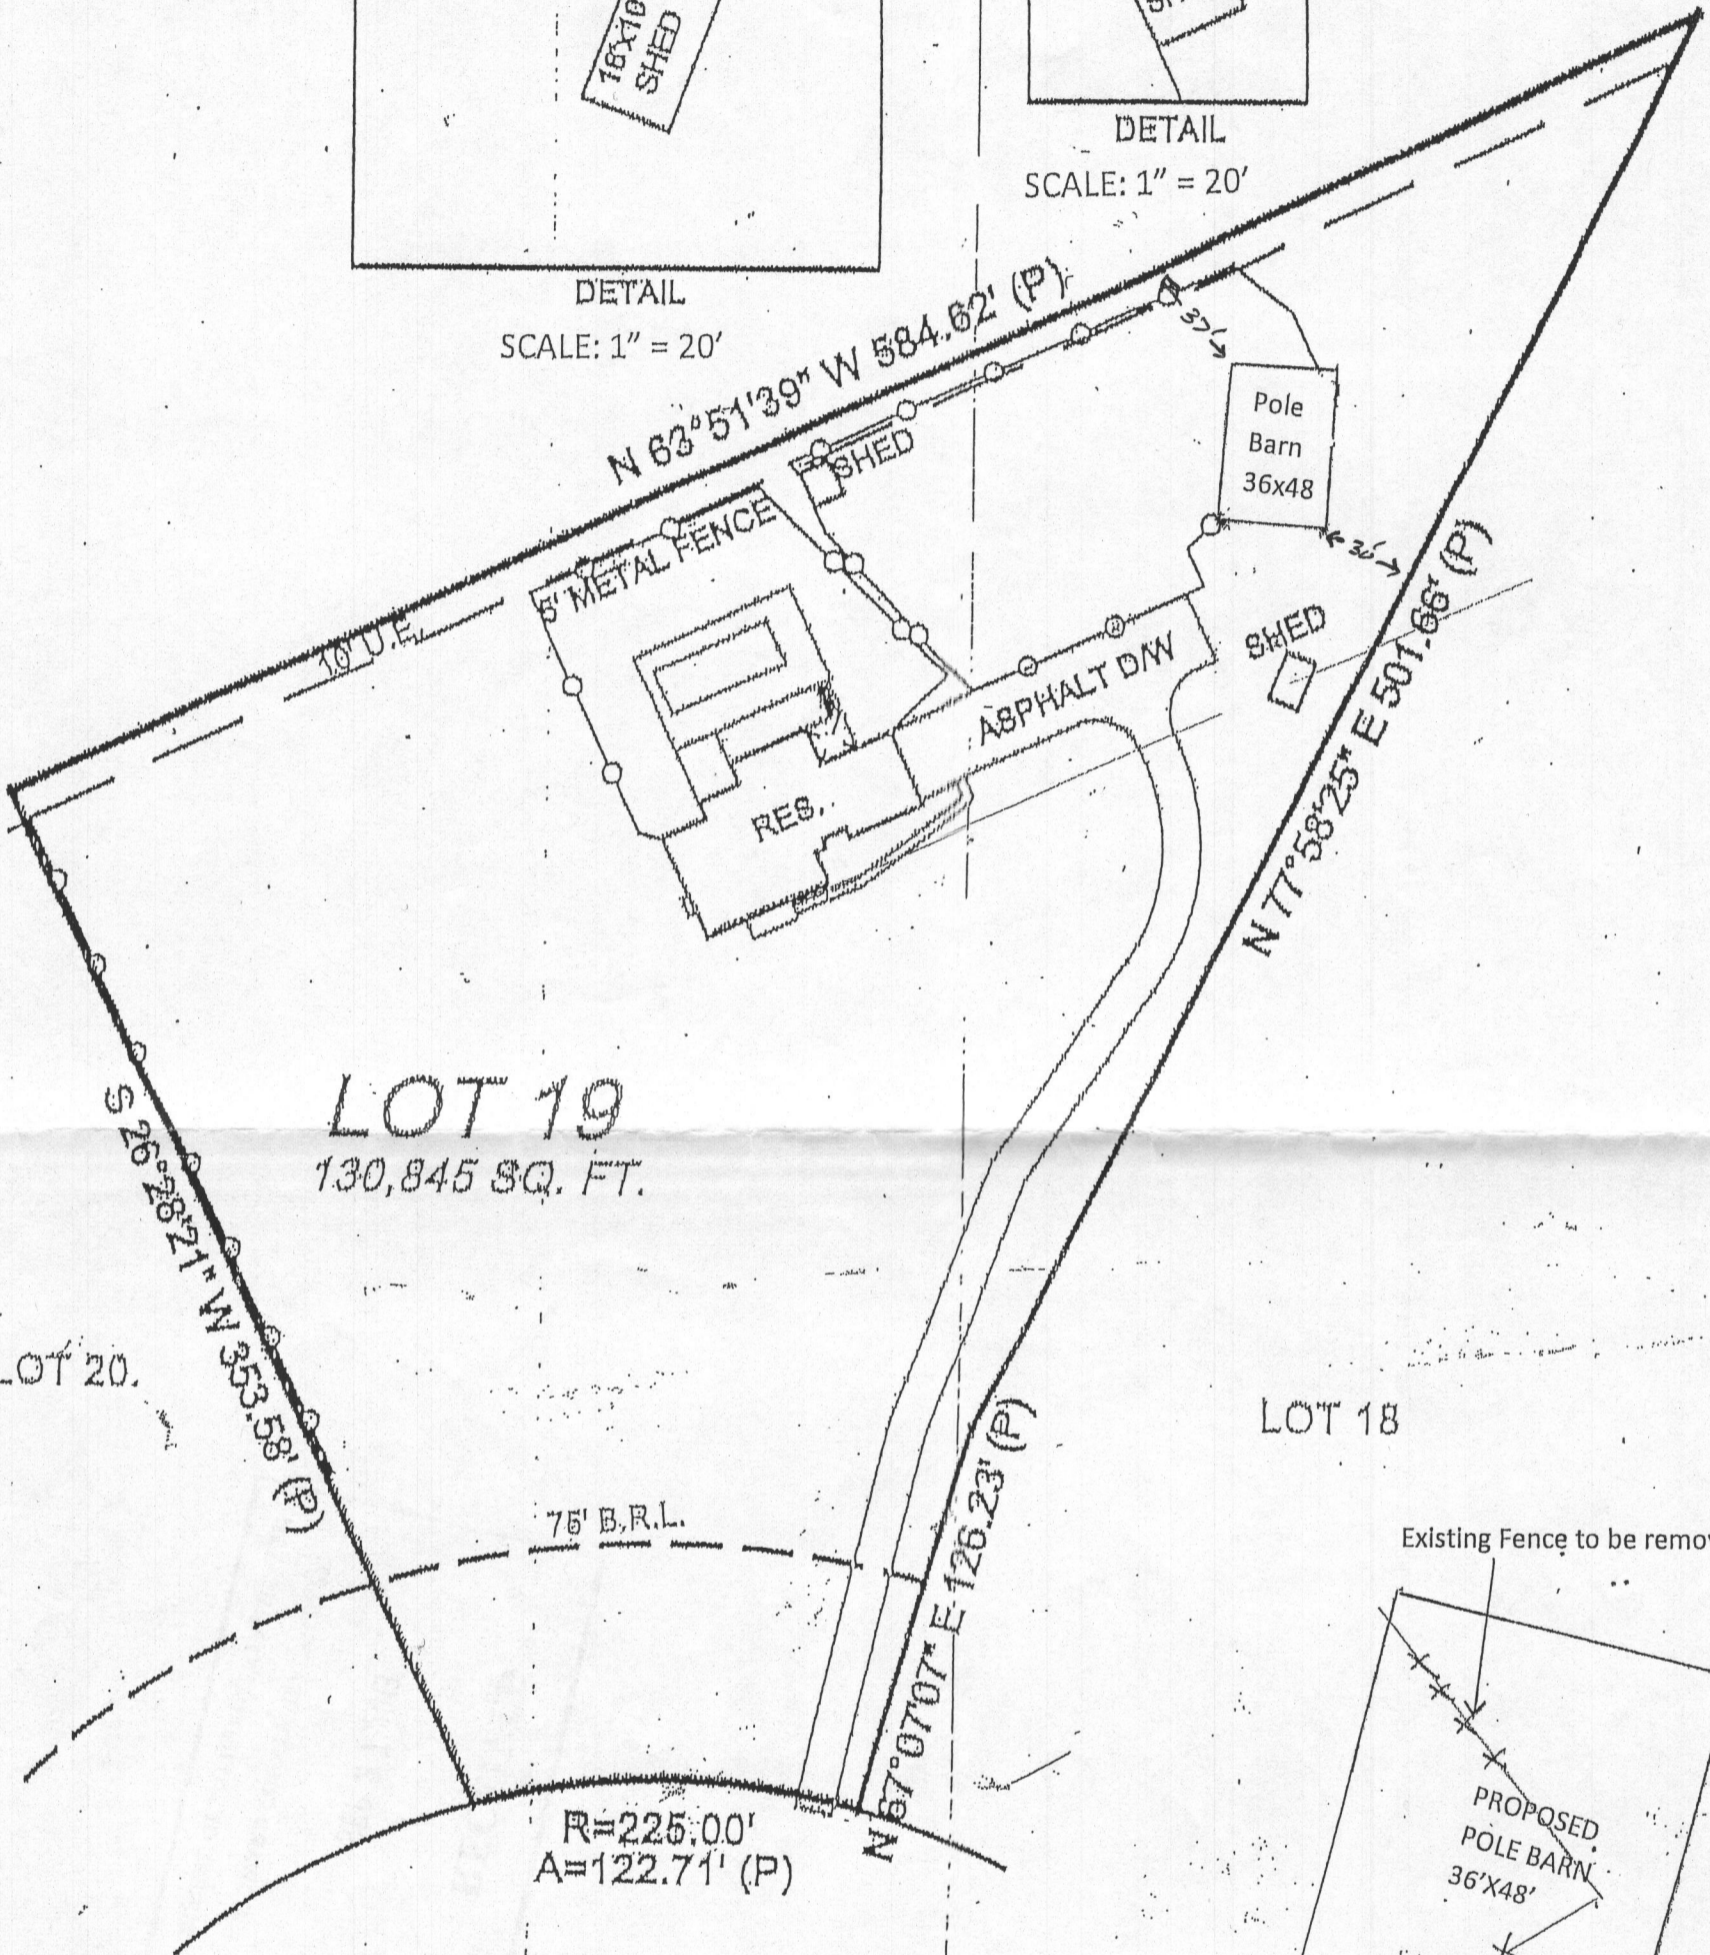 18x10
SHED
DETAIL
SCALE: 1" = 20'
DETAIL
SCALE: 1" = 20'
N 63°51'39" W 584.62' (P)
37'
Pole
Barn
36x48
SHED
5' METAL FENCE
10' U.E.
30'
SHED
ASPHALT D/W
N 77°58'25" E 501.66' (P)
RES.
LOT 19
130,845 SQ. FT.
S 26°28'21" W 353.58' (P)
LOT 20
LOT 18
75' B.R.L.
N 87°07'07" E 126.23' (P)
Existing Fence to be remov
PROPOSED
POLE BARN
36'X48'
R=225.00'
A=122.71' (P)